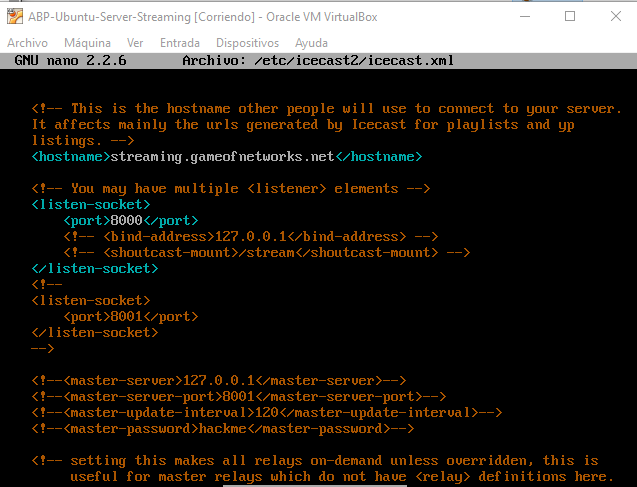 ABP-Ubuntu-Server-Streaming [Corriendo] - Oracle VM VirtualBox
Archivo Máquina Ver Entrada Dispositivos Ayuda
GNU nano 2.2.6 Archivo: /etc/icecast2/icecast.xml
<!-- This is the hostname other people will use to connect to your server.
It affects mainly the urls generated by Icecast for playlists and yp
listings. -->
<hostname>streaming.gameofnetworks.net</hostname>
<!-- You may have multiple <listener> elements -->
<listen-socket>
<port>8000</port>
<!-- <bind-address>127.0.0.1</bind-address> -->
<!-- <shoutcast-mount>/stream</shoutcast-mount> -->
</listen-socket>
<!--
<listen-socket>
<port>8001</port>
</listen-socket>
-->
<!--<master-server>127.0.0.1</master-server>-->
<!--<master-server-port>8001</master-server-port>-->
<!--<master-update-interval>120</master-update-interval>-->
<!--<master-password>hackme</master-password>-->
<!-- setting this makes all relays on-demand unless overridden, this is
useful for master relays which do not have <relay> definitions here.